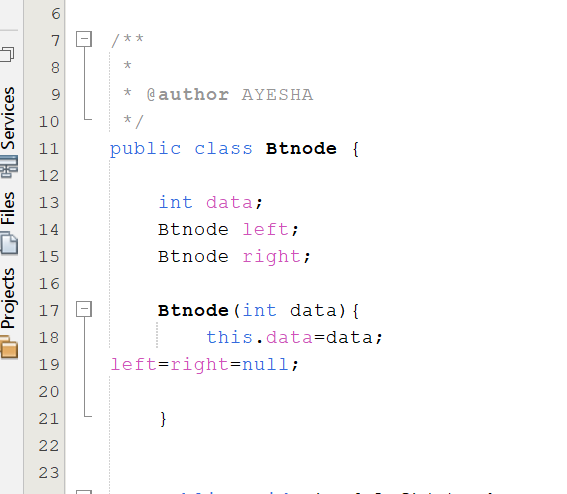 6
7 /**
8 *
9 * @author AYESHA
10 */
11 public class Btnode {
12
13 int data;
14 Btnode left;
15 Btnode right;
16
17 Btnode(int data){
18 this.data=data;
19 left=right=null;
20
21 }
22
23
Services
Files
Projects